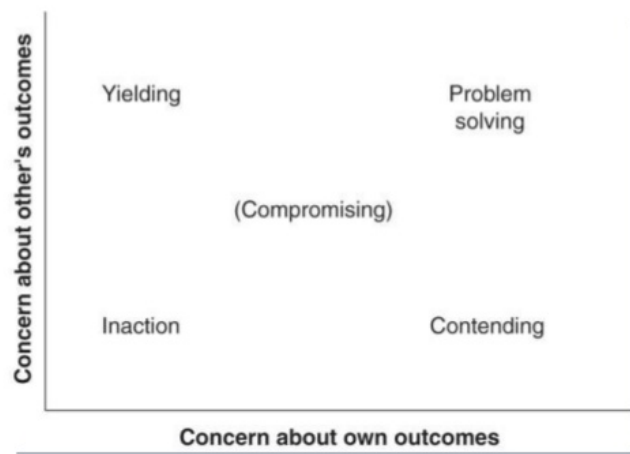 Concern about other's outcomes
Yielding
Problem
solving
(Compromising)
Inaction
Contending
Concern about own outcomes